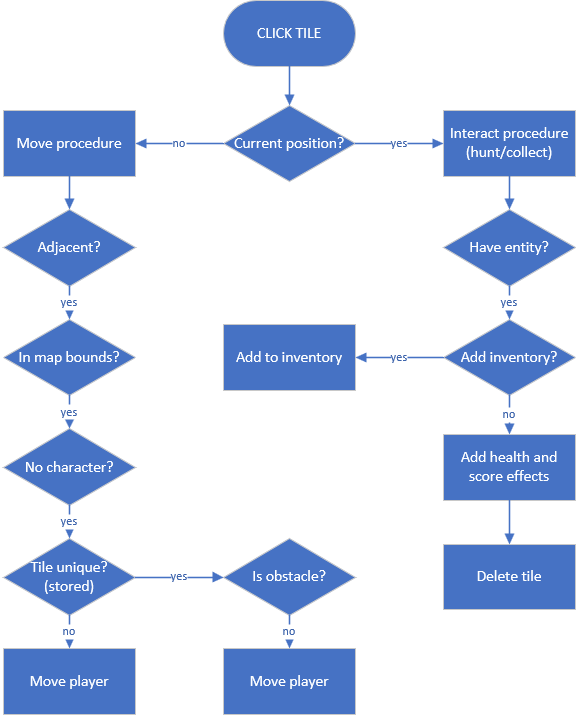 CLICK TILE
Move procedure
no
Current position?
yes
Interact procedure
(hunt/collect)
Adjacent?
Have entity?
yes
yes
In map bounds?
Add to inventory
yes
Add inventory?
yes
no
No character?
Add health and
score effects
yes
Tile unique?
(stored)
yes
Is obstacle?
Delete tile
no
no
Move player
Move player